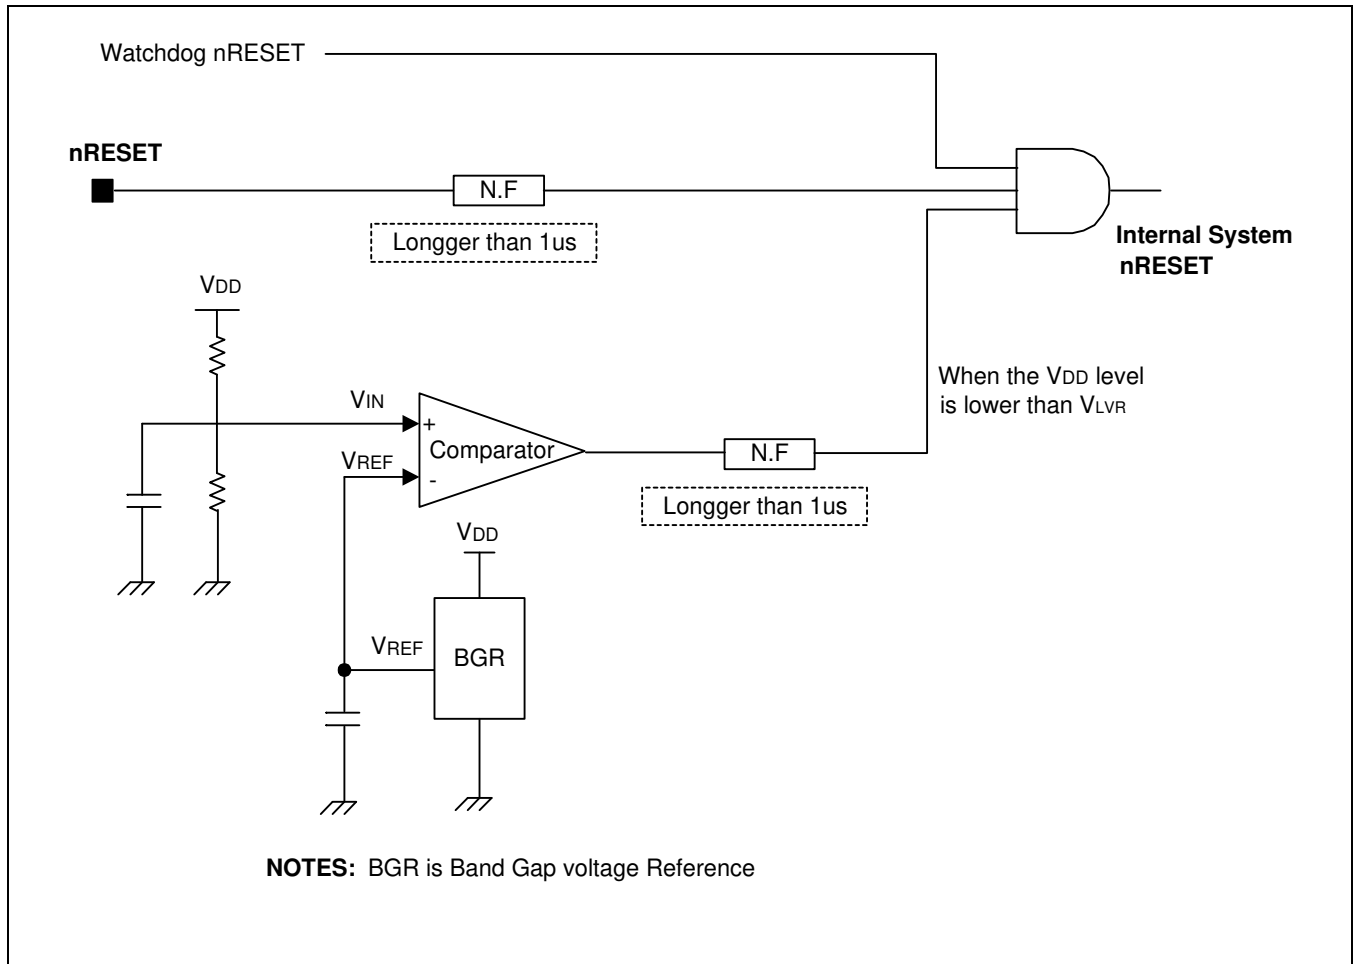 Watchdog nRESET
nRESET
N.F
Longger than 1us
Internal System
nRESET
VDD
When the VDD level
is lower than VLVR
VIN
+
Comparator
VREF
-
N.F
Longger than 1us
VDD
VREF
BGR
NOTES: BGR is Band Gap voltage Reference